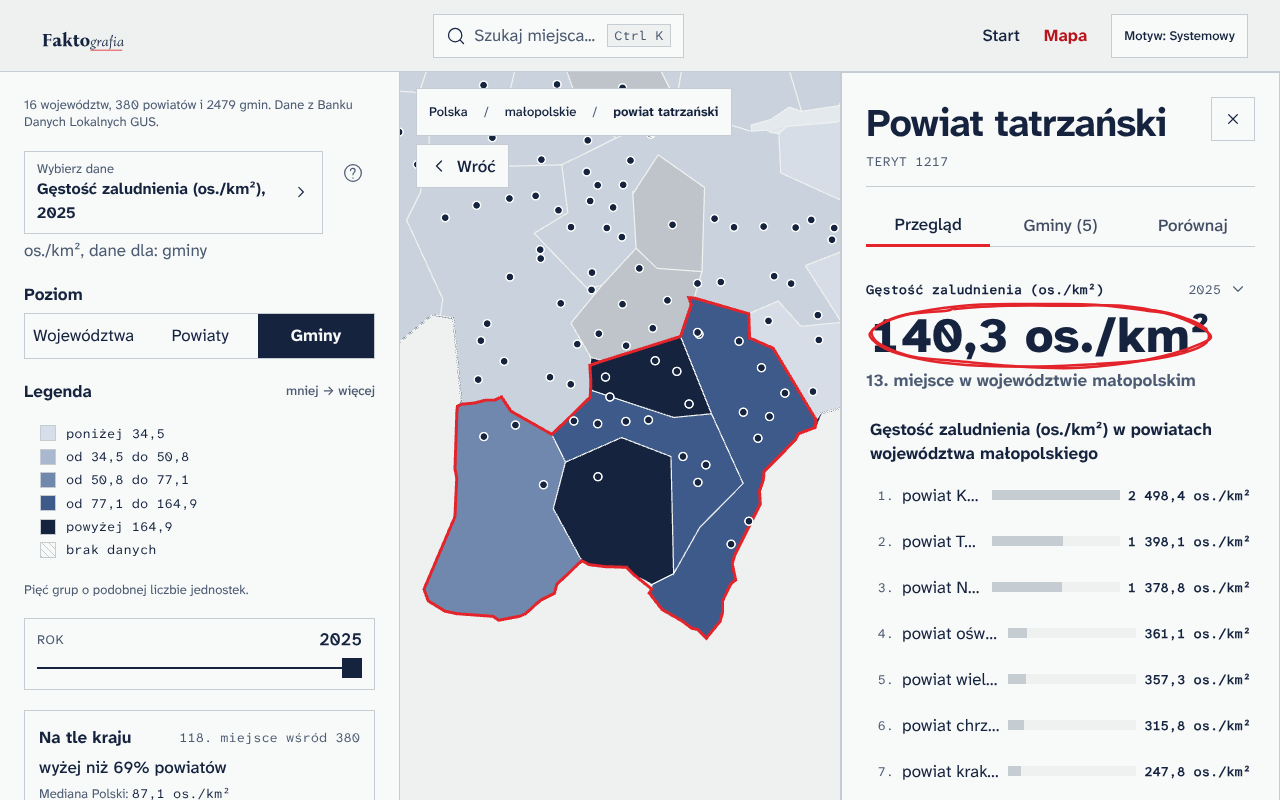 Faktografia
Szukaj miejsca... Ctrl K
Start Mapa Motyw: Systemowy
16 województw, 380 powiatów i 2479 gmin. Dane z Banku
Danych Lokalnych GUS.
Wybierz dane
Gęstość zaludnienia (os./km²),
2025
os./km², dane dla: gminy
Poziom
Województwa Powiaty Gminy
Legenda mniej → więcej
poniżej 34,5
od 34,5 do 50,8
od 50,8 do 77,1
od 77,1 do 164,9
powyżej 164,9
brak danych
Pięć grup o podobnej liczbie jednostek.
ROK 2025
Na tle kraju 118. miejsce wśród 380
wyżej niż 69% powiatów
Mediana Polski: 87,1 os./km²
Polska / małopolskie / powiat tatrzański
Wróć
Powiat tatrzański
TERYT 1217
Przegląd Gminy (5) Porównaj
Gęstość zaludnienia (os./km²) 2025
140,3 os./km²
13. miejsce w województwie małopolskim
Gęstość zaludnienia (os./km²) w powiatach
województwa małopolskiego
1. powiat K... 2 498,4 os./km²
2. powiat T... 1 398,1 os./km²
3. powiat N... 1 378,8 os./km²
4. powiat ośw... 361,1 os./km²
5. powiat wiel... 357,3 os./km²
6. powiat chrz... 315,8 os./km²
7. powiat krak... 247,8 os./km²